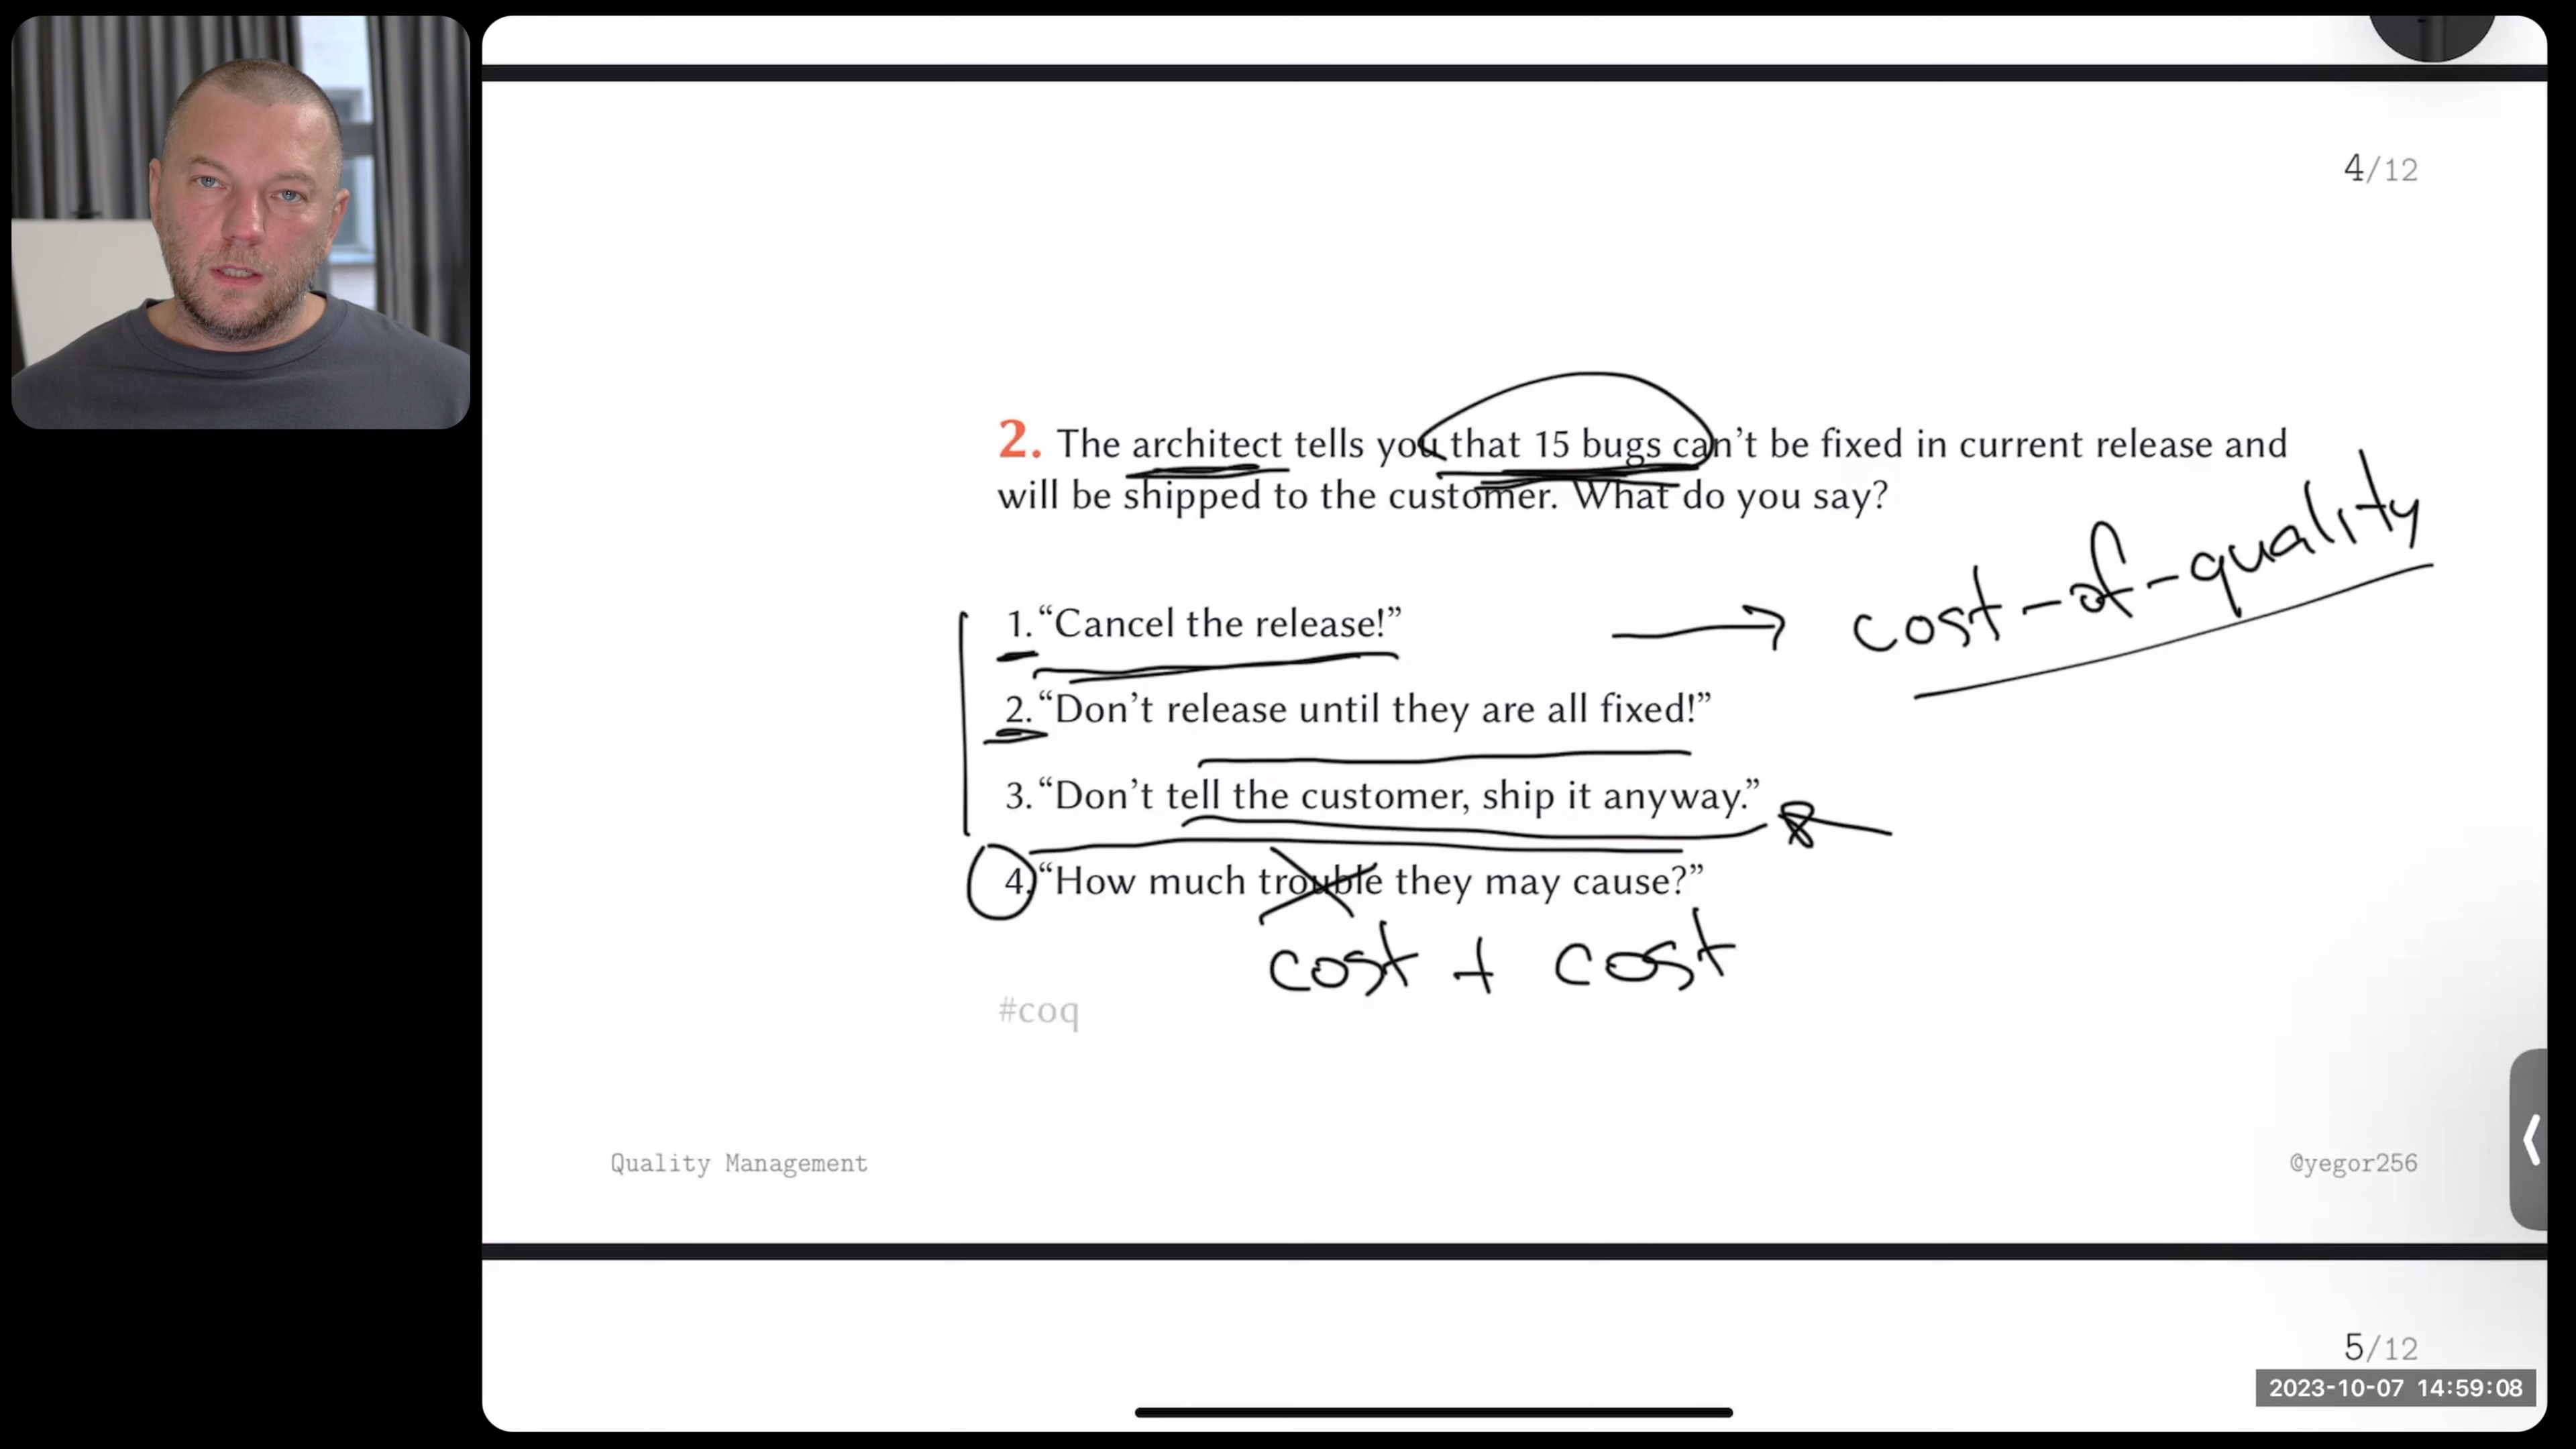 4/12
2. The architect tells you that 15 bugs can't be fixed in current release and
will be shipped to the customer. What do you say?
1. “Cancel the release!”
cost-of-quality
2. “Don’t release until they are all fixed!”
3. “Don’t tell the customer, ship it anyway.”
4. “How much trouble they may cause?”
cost + cost
#coq
Quality Management
@yegor256
5/12
2023-10-07 14:59:08